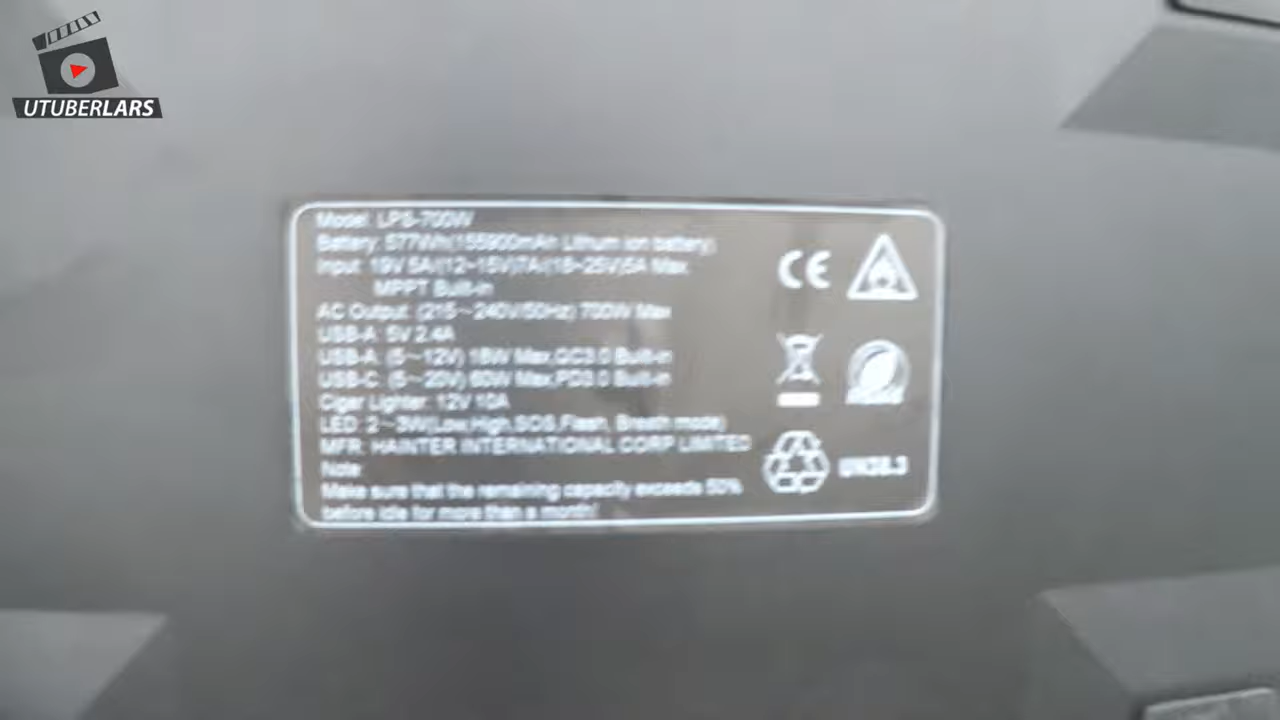 UTUBERLARS
Model: LPS-700W
Battery: 577Wh(155900mAh Lithium ion battery)
Input: 19V 5A/(12~15V)7A/(16~25V)5A Max,
MPPT Built-in
AC Output: (215~240V/50Hz) 700W Max
USB-A: 5V 2.4A
USB-A: (5~12V) 18W Max,QC3.0 Built-in
USB-C: (5~20V) 60W Max,PD3.0 Built-in
Cigar Lighter: 12V 10A
LED: 2~3W(Low,High,SOS,Flash, Breath mode)
MFR: HAINTER INTERNATIONAL CORP LIMITED
Note:
Make sure that the remaining capacity exceeds 50%
before idle for more than a month!
CE
UN38.3